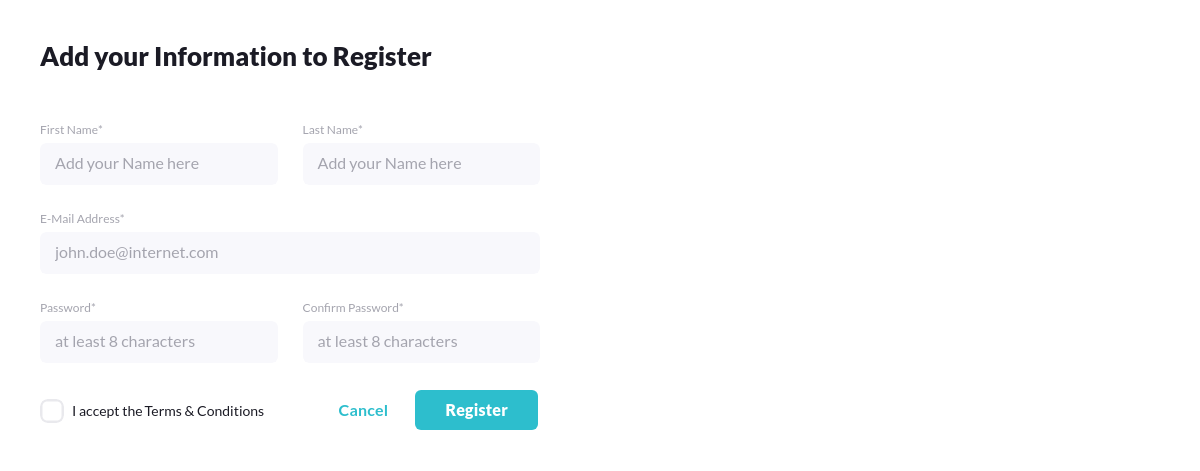 Add your Information to Register
First Name* Last Name*
Add your Name here Add your Name here
E-Mail Address*
john.doe@internet.com
Password* Confirm Password*
at least 8 characters at least 8 characters
I accept the Terms & Conditions Cancel Register